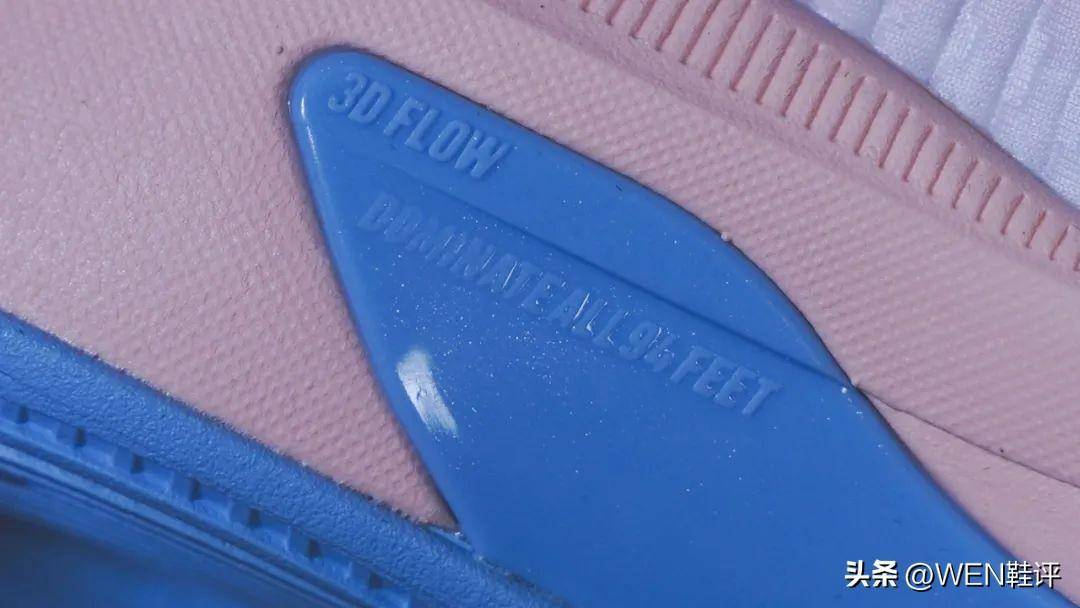 3D FLOW
DOMINATE ALL 94 FEET
头条 @WEN鞋评